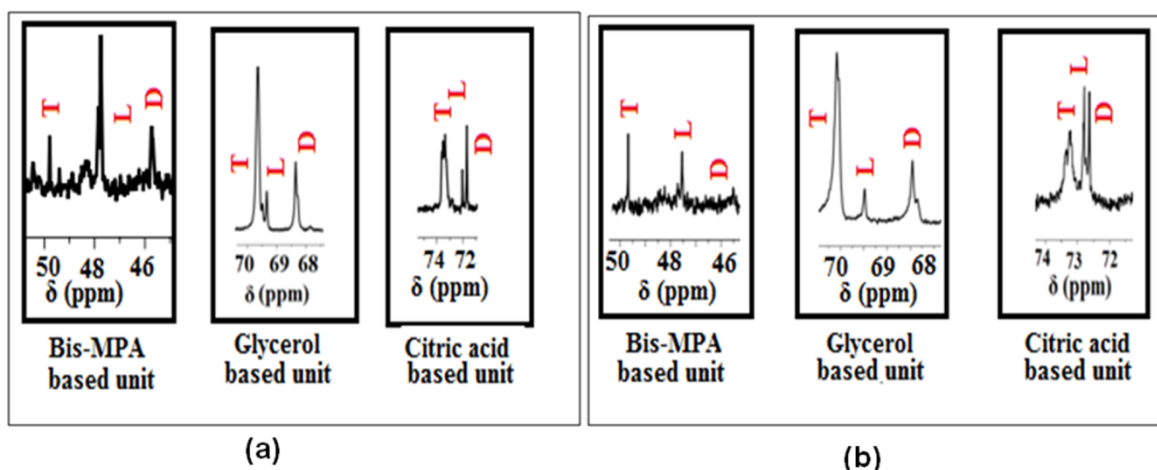 T L D
50 48 46
δ (ppm)
Bis-MPA
based unit
T L D
70 69 68
δ (ppm)
Glycerol
based unit
T L D
74 72
δ (ppm)
Citric acid
based unit
(a)
T L D
50 48 46
δ (ppm)
Bis-MPA
based unit
T L D
70 69 68
δ (ppm)
Glycerol
based unit
T L D
74 73 72
δ (ppm)
Citric acid
based unit
(b)